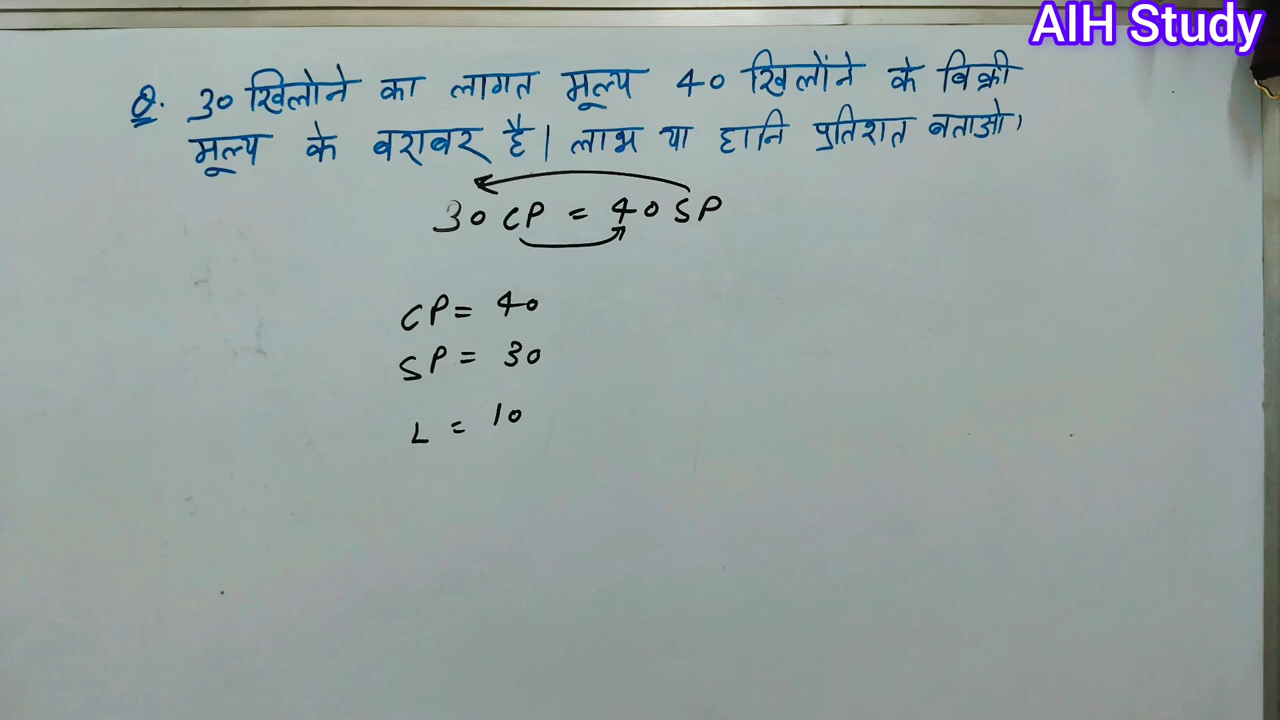 AIH Study
Q. 30 खिलोने का लागत मूल्य 40 खिलोंने के बिक्री
मूल्य के बराबर है। लाभ या हानि प्रतिशत बताओ।
30 CP = 40 SP
CP = 40
SP = 30
L = 10